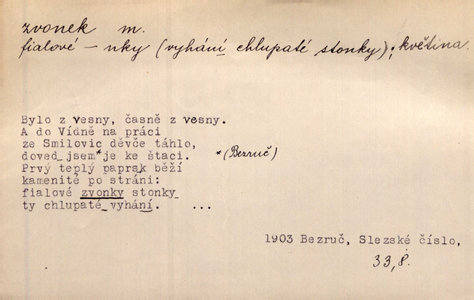 zvonek m.
fialové – nky (vyhání chlupaté stonky); květina.
Bylo z vesny, časně z vesny.
A do Vídně na práci
ze Smilovic děvče táhlo,
doved jsem* je ke štaci. *(Bezruč)
Prvý teplý paprsk běží
kamenité po stráni:
fialové zvonky stonky
ty chlupaté vyhání. ...
1903 Bezruč, Slezské číslo,
33,8.